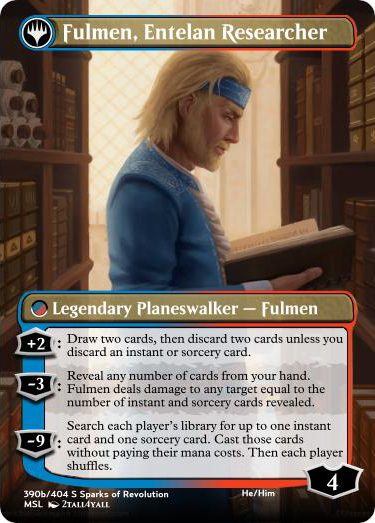 Fulmen, Entelan Researcher
Legendary Planeswalker — Fulmen
+2: Draw two cards, then discard two cards unless you
discard an instant or sorcery card.
-3: Reveal any number of cards from your hand.
Fulmen deals damage to any target equal to the
number of instant and sorcery cards revealed.
-9: Search each player's library for up to one instant
card and one sorcery card. Cast those cards
without paying their mana costs. Then each player
shuffles.
4
390b/404 S Sparks of Revolution He/Him
MSL 2TALL4YALL